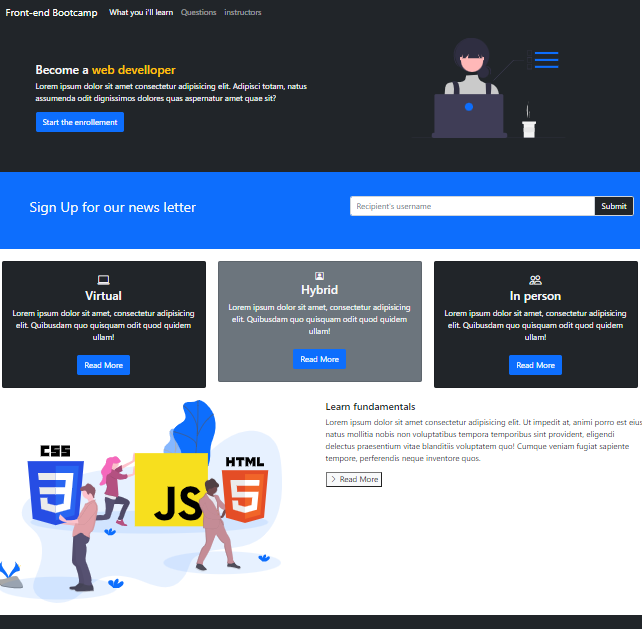 Front-end Bootcamp What you i'll learn Questions instructors
Become a web develloper
Lorem ipsum dolor sit amet consectetur adipisicing elit. Adipisci totam, natus
assumenda odit dignissimos dolores quas aspernatur amet quae sit?
Start the enrollement
Sign Up for our news letter
Recipient's username
Submit
Virtual
Lorem ipsum dolor sit amet, consectetur adipisicing
elit. Quibusdam quo quisquam odit quod quidem
ullam!
Read More
Hybrid
Lorem ipsum dolor sit amet, consectetur adipisicing
elit. Quibusdam quo quisquam odit quod quidem
ullam!
Read More
In person
Lorem ipsum dolor sit amet, consectetur adipisicing
elit. Quibusdam quo quisquam odit quod quidem
ullam!
Read More
CSS
JS
HTML
Learn fundamentals
Lorem ipsum dolor sit amet consectetur adipisicing elit. Ut impedit at, animi porro est eius
natus mollitia nobis non voluptatibus tempora temporibus sint provident, eligendi
delectus praesentium vitae blanditiis voluptatem quo! Cumque veniam fugiat sapiente
tempore, perferendis neque inventore quos.
Read More